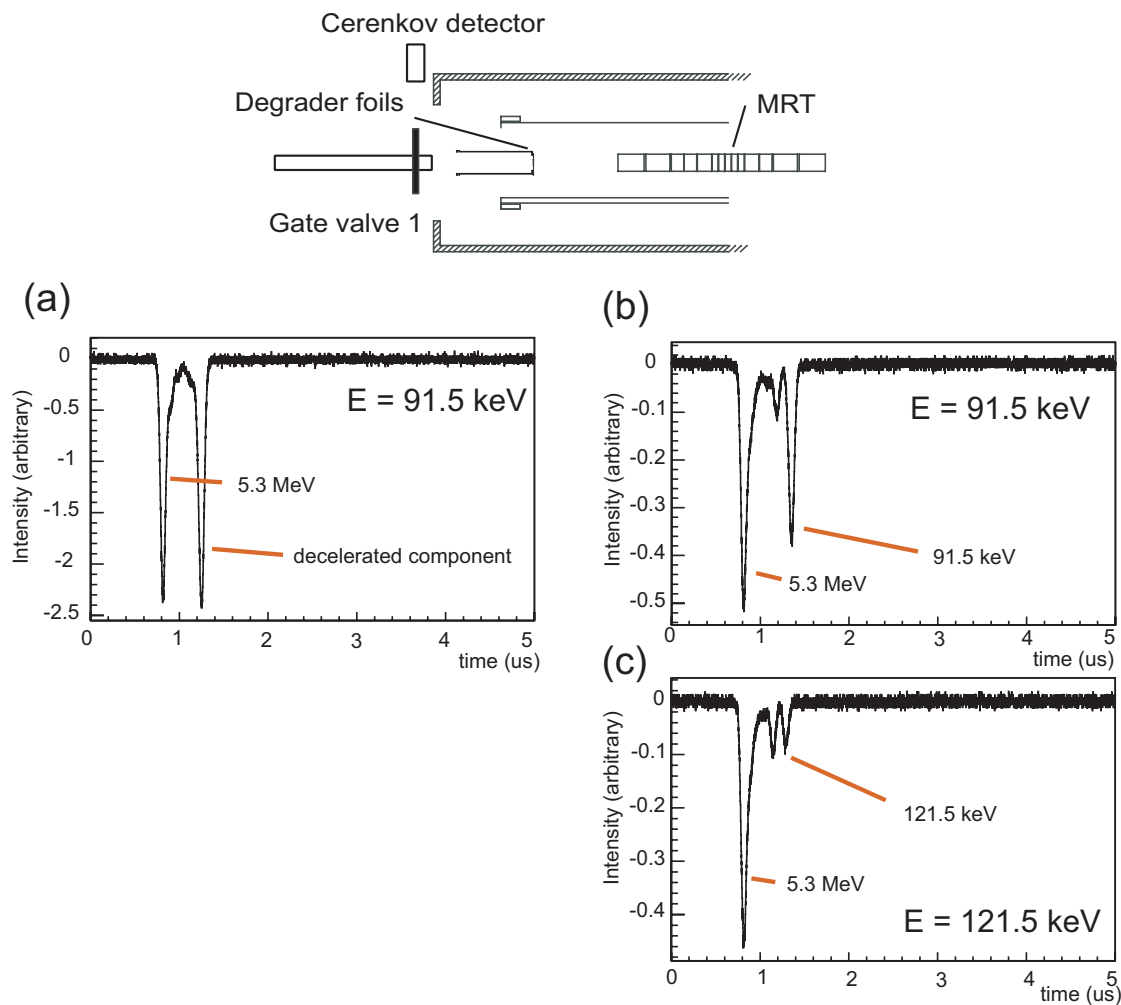 Cerenkov detector
Degrader foils
MRT
Gate valve 1
(a)
0
-0.5
-1
-1.5
-2
-2.5
Intensity (arbitrary)
E = 91.5 keV
5.3 MeV
decelerated component
0 1 2 3 4 5
time (us)
(b)
0
-0.1
-0.2
-0.3
-0.4
-0.5
Intensity (arbitrary)
E = 91.5 keV
91.5 keV
5.3 MeV
0 1 2 3 4 5
time (us)
(c)
0
-0.1
-0.2
-0.3
-0.4
Intensity (arbitrary)
121.5 keV
5.3 MeV
E = 121.5 keV
0 1 2 3 4 5
time (us)